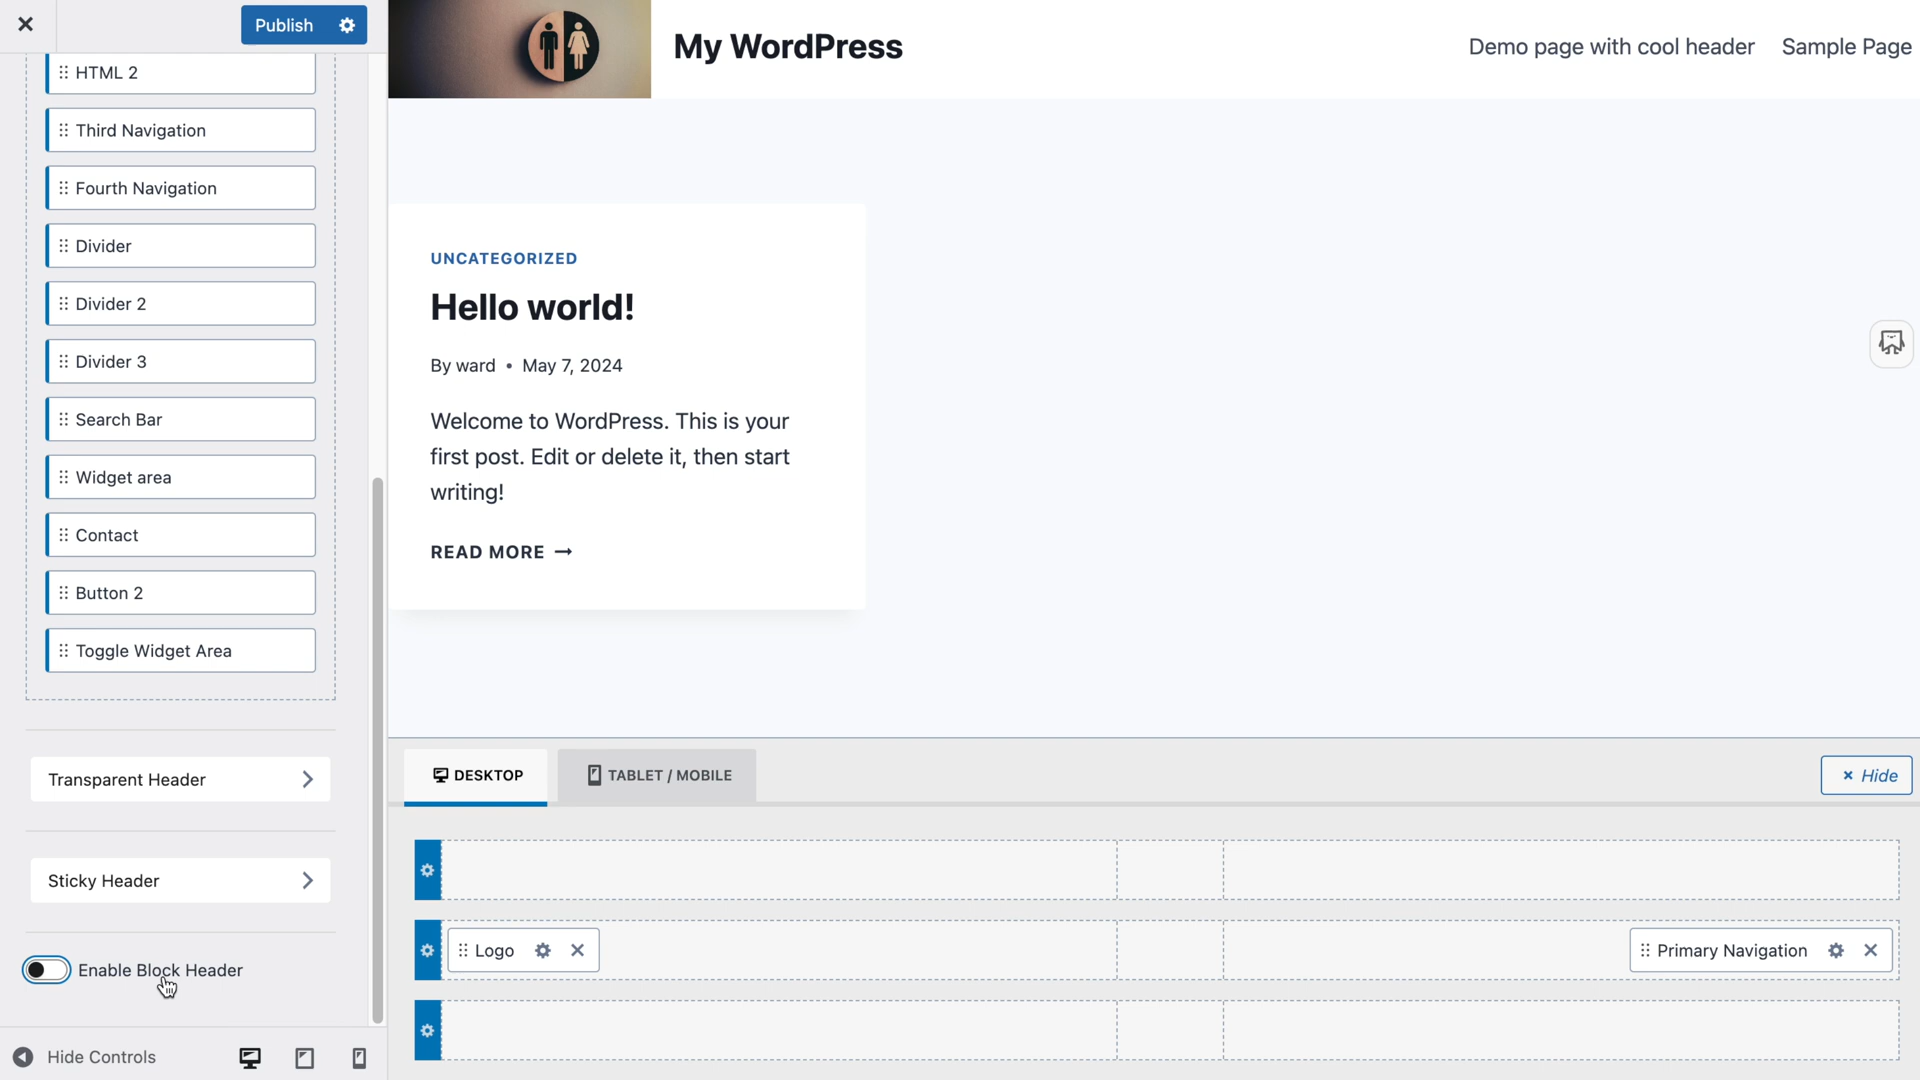 Publish
HTML 2
Third Navigation
Fourth Navigation
Divider
Divider 2
Divider 3
Search Bar
Widget area
Contact
Button 2
Toggle Widget Area
Transparent Header
Sticky Header
Enable Block Header
Hide Controls
My WordPress
Demo page with cool header
Sample Page
UNCATEGORIZED
Hello world!
By ward • May 7, 2024
Welcome to WordPress. This is your
first post. Edit or delete it, then start
writing!
READ MORE →
DESKTOP
TABLET / MOBILE
× Hide
Logo
Primary Navigation